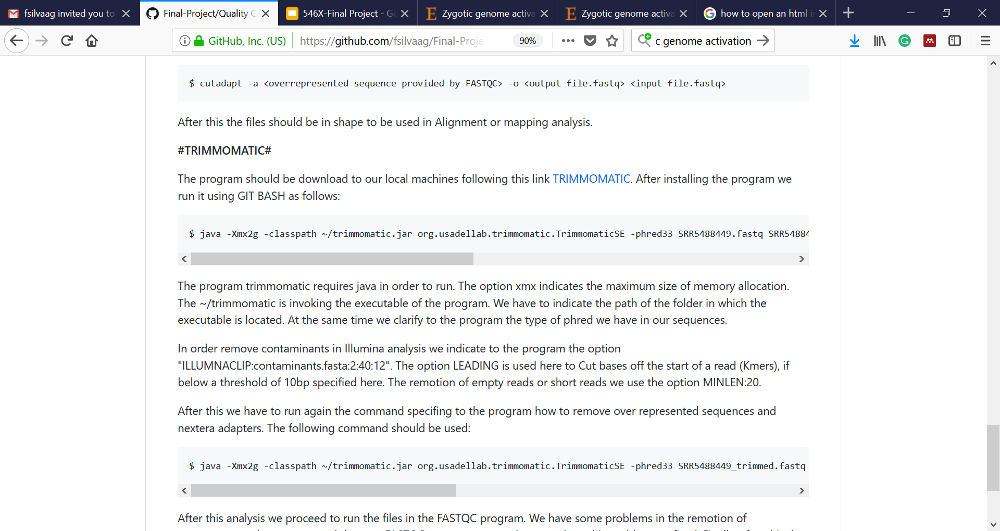 fsilvaag invited you to
Final-Project/Quality C
546X-Final Project - Go
Zygotic genome activa
Zygotic genome activa
how to open an html i
GitHub, Inc. (US)
https://github.com/fsilvaag/Final-Proje
90%
c genome activation
$ cutadapt -a <overrepresented sequence provided by FASTQC> -o <output file.fastq> <input file.fastq>
After this the files should be in shape to be used in Alignment or mapping analysis.
#TRIMMOMATIC#
The program should be download to our local machines following this link TRIMMOMATIC. After installing the program we
run it using GIT BASH as follows:
$ java -Xmx2g -classpath ~/trimmomatic.jar org.usadellab.trimmomatic.TrimmomaticSE -phred33 SRR5488449.fastq SRR54884
The program trimmomatic requires java in order to run. The option xmx indicates the maximum size of memory allocation.
The ~/trimmomatic is invoking the executable of the program. We have to indicate the path of the folder in which the
executable is located. At the same time we clarify to the program the type of phred we have in our sequences.
In order remove contaminants in Illumina analysis we indicate to the program the option
"ILLUMNACLIP:contaminants.fasta:2:40:12". The option LEADING is used here to Cut bases off the start of a read (Kmers), if
below a threshold of 10bp specified here. The remotion of empty reads or short reads we use the option MINLEN:20.
After this we have to run again the command specifing to the program how to remove over represented sequences and
nextera adapters. The following command should be used:
$ java -Xmx2g -classpath ~/trimmomatic.jar org.usadellab.trimmomatic.TrimmomaticSE -phred33 SRR5488449_trimmed.fastq
After this analysis we proceed to run the files in the FASTQC program. We have some problems in the remotion of